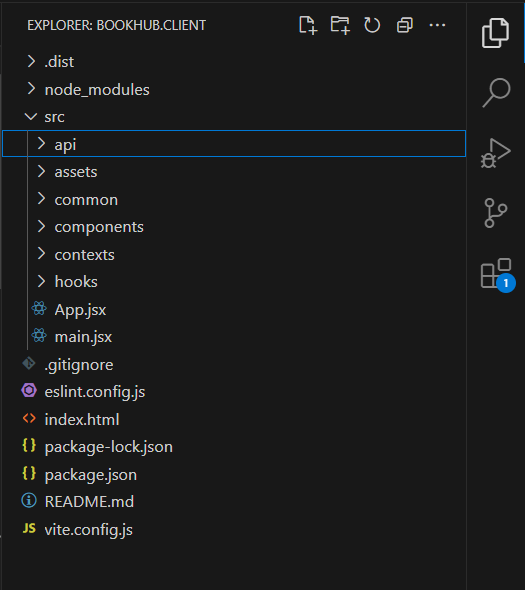 EXPLORER: BOOKHUB.CLIENT
.dist
node_modules
src
api
assets
common
components
contexts
hooks
App.jsx
main.jsx
.gitignore
eslint.config.js
index.html
package-lock.json
package.json
README.md
JS vite.config.js
1